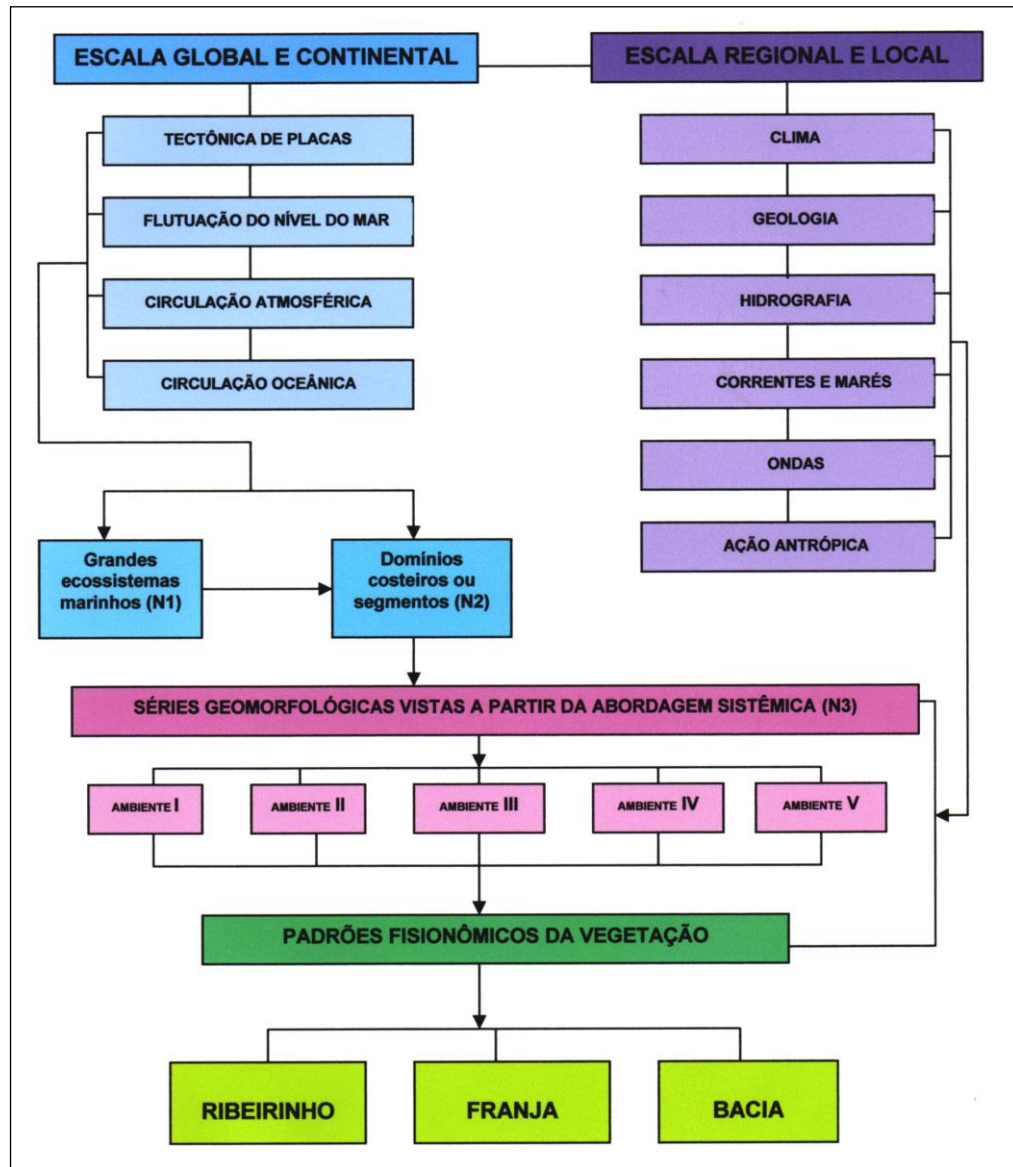 ESCALA GLOBAL E CONTINENTAL
TECTÔNICA DE PLACAS
FLUTUAÇÃO DO NÍVEL DO MAR
CIRCULAÇÃO ATMOSFÉRICA
CIRCULAÇÃO OCEÂNICA
ESCALA REGIONAL E LOCAL
CLIMA
GEOLOGIA
HIDROGRAFIA
CORRENTES E MARÉS
ONDAS
AÇÃO ANTRÓPICA
Grandes
ecossistemas
marinhos (N1)
Domínios
costeiros ou
segmentos (N2)
SÉRIES GEOMORFOLÓGICAS VISTAS A PARTIR DA ABORDAGEM SISTÊMICA (N3)
AMBIENTE I
AMBIENTE II
AMBIENTE III
AMBIENTE IV
AMBIENTE V
PADRÕES FISIONÔMICOS DA VEGETAÇÃO
RIBEIRINHO
FRANJA
BACIA